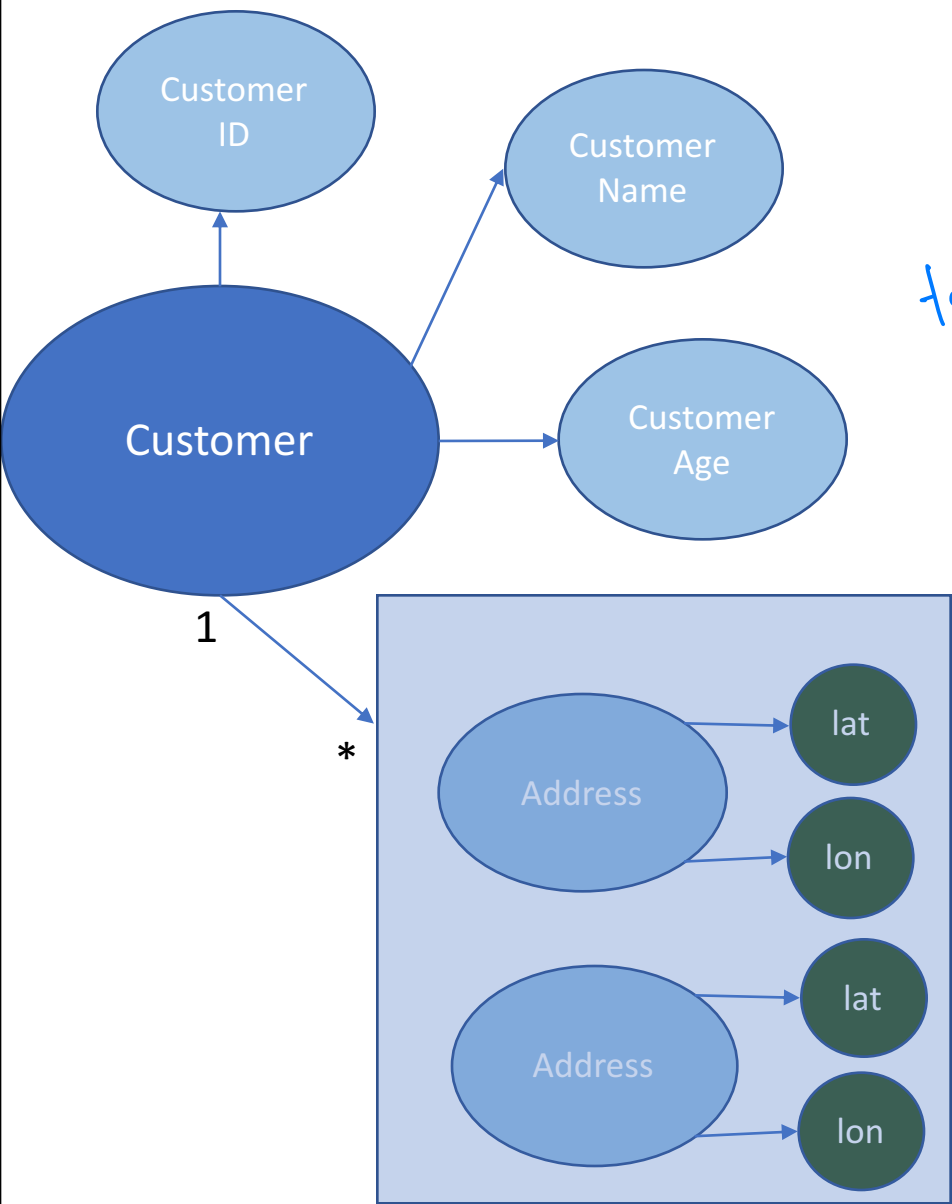 Customer
ID
Customer
Name
Customer
Customer
Age
1
*
Address
lat
lon
Address
lat
lon